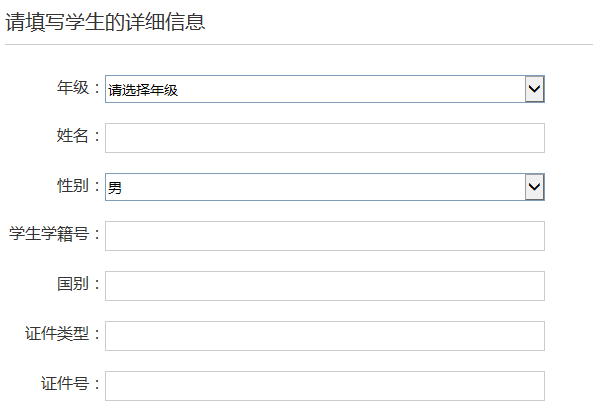 请填写学生的详细信息
年级：请选择年级
姓名：
性别：男
学生学籍号：
国别：
证件类型：
证件号：